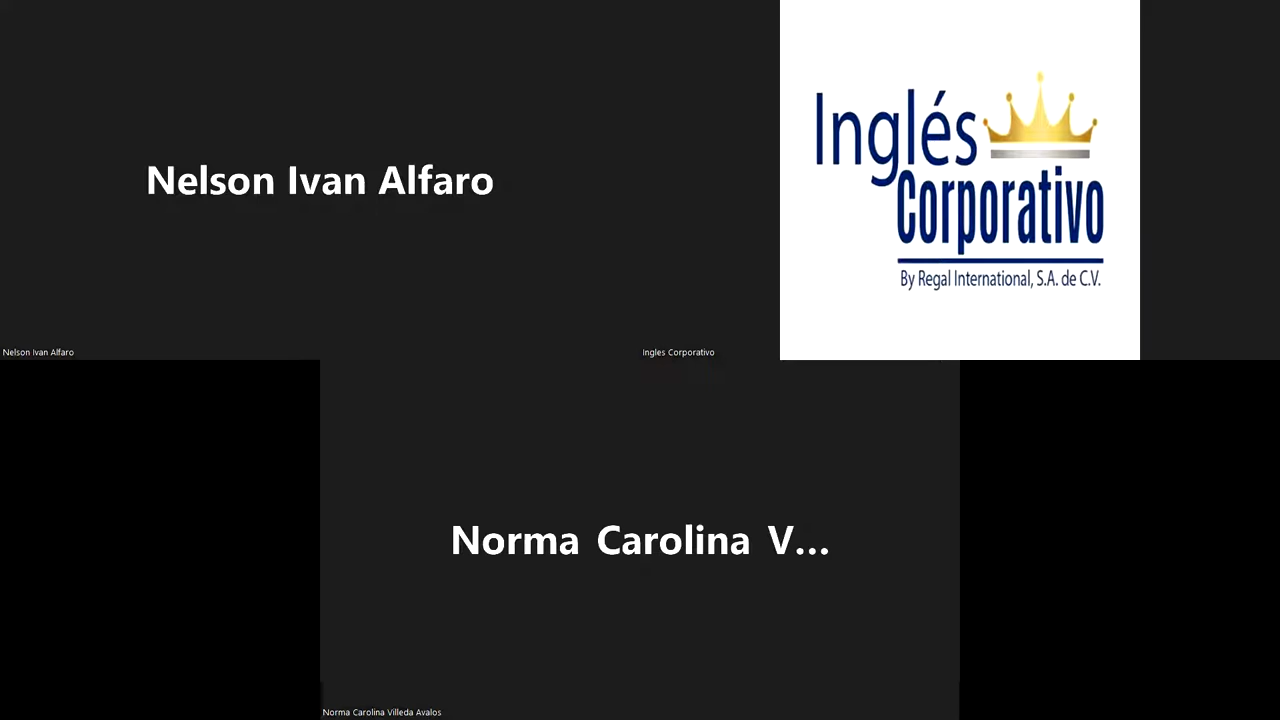 Nelson Ivan Alfaro
Nelson Ivan Alfaro
Inglés
Corporativo
By Regal International, S.A. de C.V.
Ingles Corporativo
Norma Carolina V...
Norma Carolina Villeda Avalos